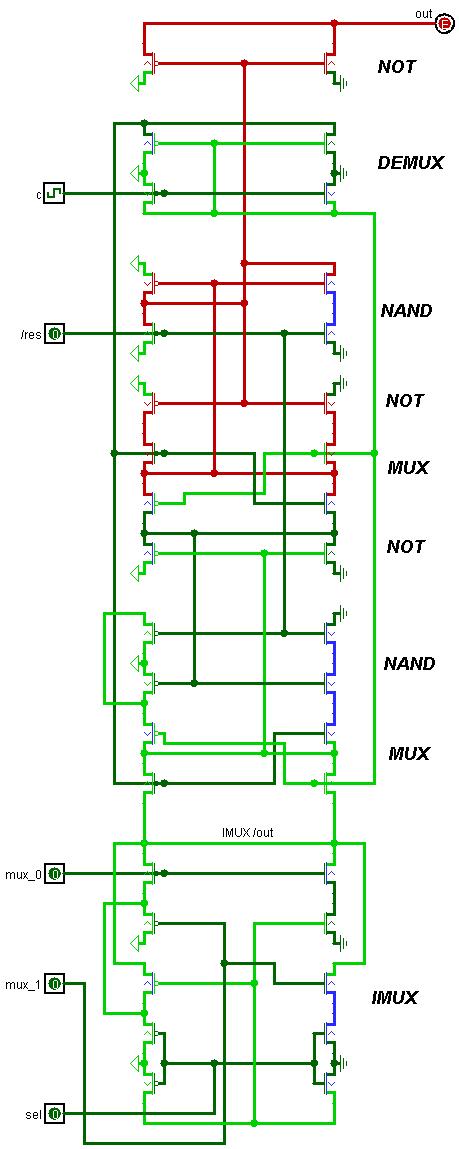 out
NOT
DEMUX
c
NAND
/res
NOT
MUX
NOT
NAND
MUX
IMUX /out
mux_0
mux_1
IMUX
sel